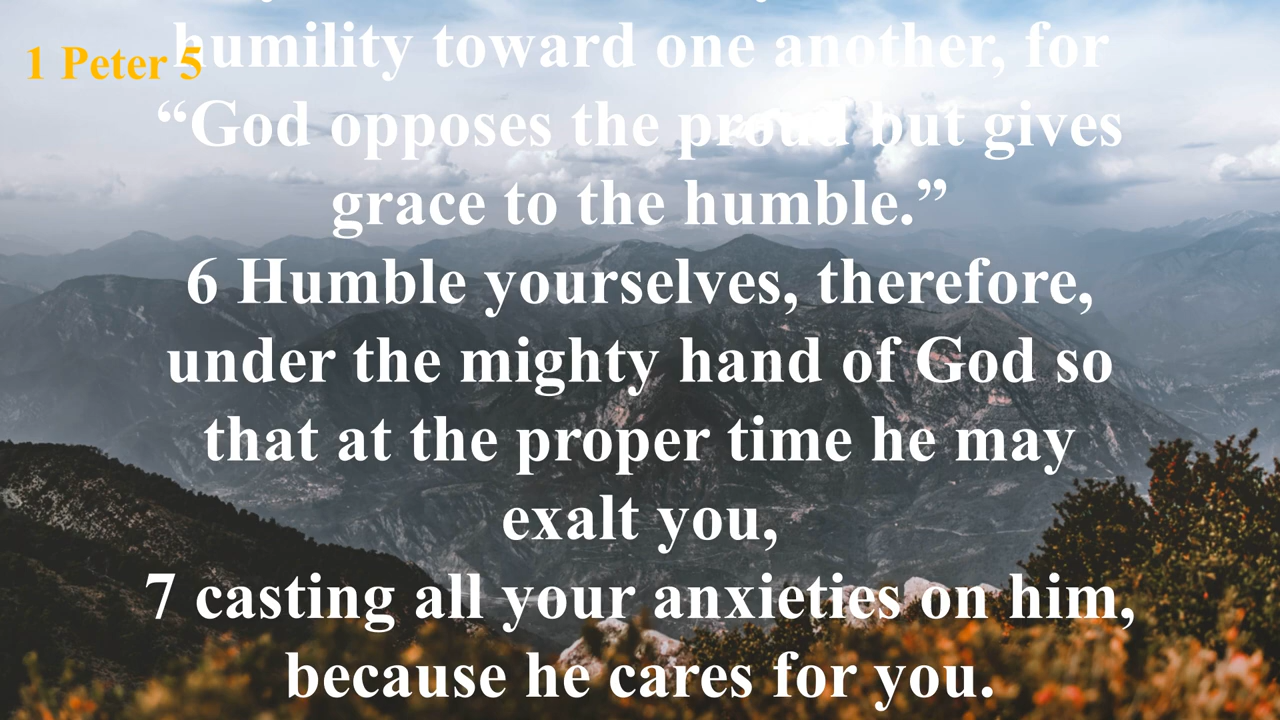 humility toward one another, for
1 Peter 5
“God opposes the proud but gives
grace to the humble.”
6 Humble yourselves, therefore,
under the mighty hand of God so
that at the proper time he may
exalt you,
7 casting all your anxieties on him,
because he cares for you.